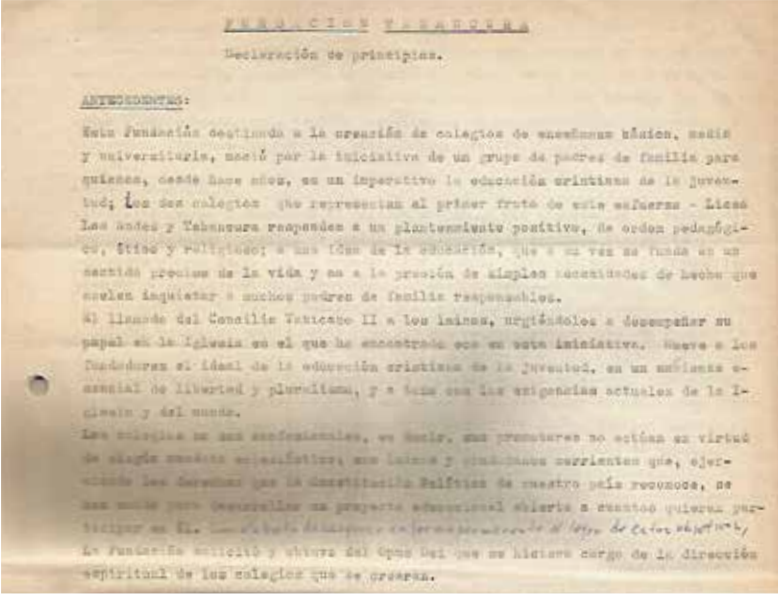 FUNDACION TABANCURA
Declaración de principios.
ANTECEDENTES:
Esta Fundación destinada a la creación de colegios de enseñanza básica, media
y universitaria, nació por la iniciativa de un grupo de padres de familia para
quienes, desde hace años, es un imperativo la educación cristiana de la juven-
tud; Los dos colegios que representan el primer fruto de este esfuerzo - Liceo
Los Andes y Tabancura responden a un planteamiento positivo, de orden pedagógi-
co, ético y religioso; a una idea de la educación, que a su vez se funda en un
sentido preciso de la vida y no a la presión de simples necesidades de hecho que
suelen inquietar a muchos padres de familia responsables.
El llamado del Concilio Vaticano II a los laicos, urgiéndoles a desempeñar su
papel en la Iglesia es el que ha encontrado eco en esta iniciativa. Mueve a los
fundadores el ideal de la educación cristiana de la juventud, en un ambiente e-
sencial de libertad y pluralismo, y a tono con las exigencias actuales de la I-
glesia y del mundo.
Los colegios no son confesionales, es decir, sus promotores no actúan en virtud
de ningún mandato eclesiástico; son laicos y ciudadanos corrientes que, ejer-
ciendo los derechos que la Constitución Política de nuestro país reconoce, se
han unido para desarrollar un proyecto educacional abierto a cuantos quieran par-
ticipar en él. de estos objetivos,
La Fundación solicitó y obtuvo del Opus Dei que se hiciera cargo de la dirección
espiritual de los colegios que se crearan.